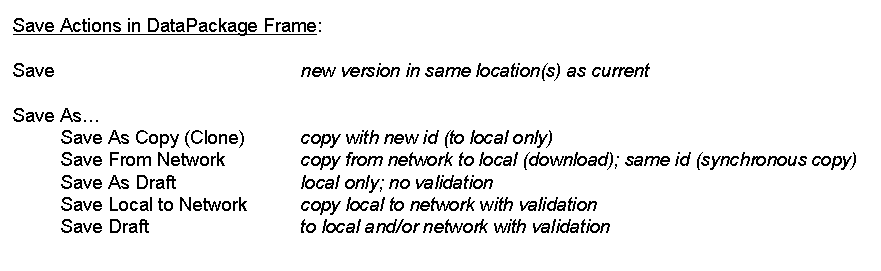 Save Actions in DataPackage Frame:
Save new version in same location(s) as current
Save As...
Save As Copy (Clone) copy with new id (to local only)
Save From Network copy from network to local (download); same id (synchronous copy)
Save As Draft local only; no validation
Save Local to Network copy local to network with validation
Save Draft to local and/or network with validation